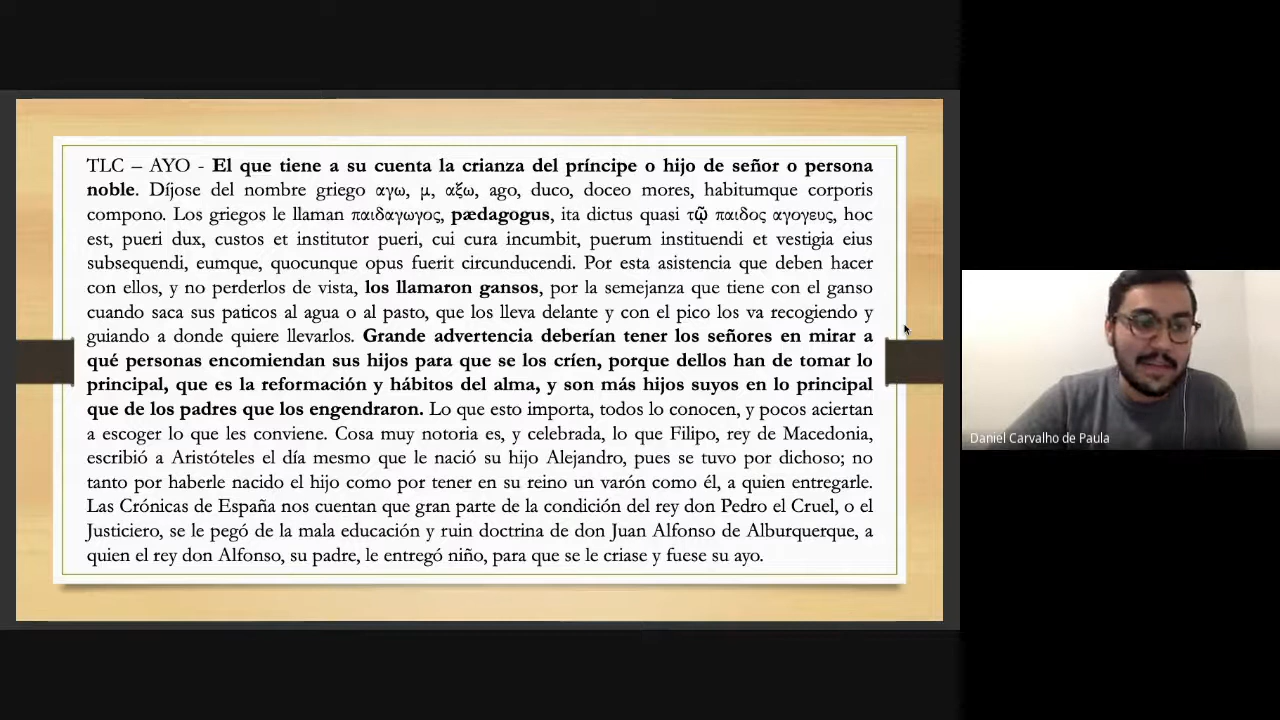 TLC – AYO - El que tiene a su cuenta la crianza del príncipe o hijo de señor o persona
noble. Díjose del nombre griego αγω, μ, αξω, ago, duco, doceo mores, habitumque corporis
compono. Los griegos le llaman παιδαγωγος, pædagogus, ita dictus quasi τῶ παιδος αγογευς, hoc
est, pueri dux, custos et institutor pueri, cui cura incumbit, puerum instituendi et vestigia eius
subsequendi, eumque, quocunque opus fuerit circunducendi. Por esta asistencia que deben hacer
con ellos, y no perderlos de vista, los llamaron gansos, por la semejanza que tiene con el ganso
cuando saca sus paticos al agua o al pasto, que los lleva delante y con el pico los va recogiendo y
guiando a donde quiere llevarlos. Grande advertencia deberían tener los señores en mirar a
qué personas encomiendan sus hijos para que se los críen, porque dellos han de tomar lo
principal, que es la reformación y hábitos del alma, y son más hijos suyos en lo principal
que de los padres que los engendraron. Lo que esto importa, todos lo conocen, y pocos aciertan
a escoger lo que les conviene. Cosa muy notoria es, y celebrada, lo que Filipo, rey de Macedonia,
escribió a Aristóteles el día mesmo que le nació su hijo Alejandro, pues se tuvo por dichoso; no
tanto por haberle nacido el hijo como por tener en su reino un varón como él, a quien entregarle.
Las Crónicas de España nos cuentan que gran parte de la condición del rey don Pedro el Cruel, o el
Justiciero, se le pegó de la mala educación y ruin doctrina de don Juan Alfonso de Alburquerque, a
quien el rey don Alfonso, su padre, le entregó niño, para que se le criase y fuese su ayo.
Daniel Carvalho de Paula